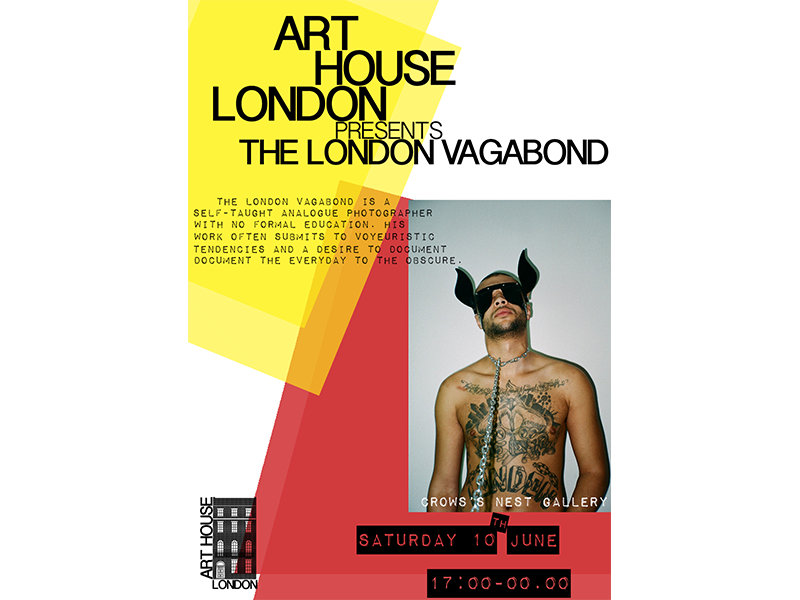 ART
HOUSE
LONDON
PRESENTS
THE LONDON VAGABOND
THE LONDON VAGABOND IS A
SELF-TAUGHT ANALOGUE PHOTOGRAPHER
WITH NO FORMAL EDUCATION. HIS
WORK OFTEN SUBMITS TO VOYEURISTIC
TENDENCIES AND A DESIRE TO DOCUMENT
DOCUMENT THE EVERYDAY TO THE OBSCURE.
CROWS'S NEST GALLERY
SATURDAY 10TH JUNE
17:00-00.00
ART HOUSE
LONDON